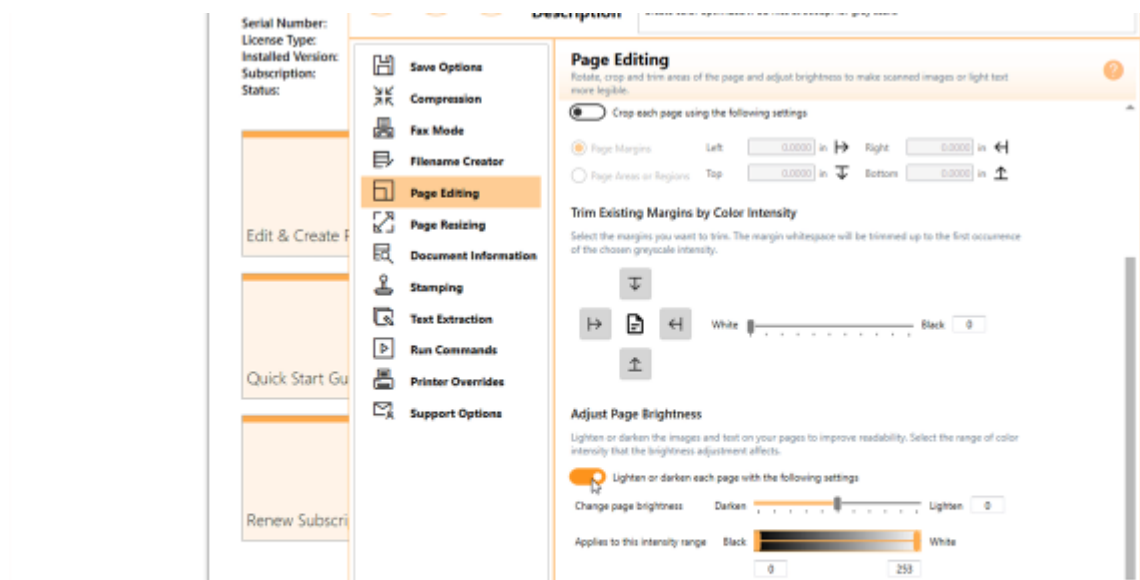 Serial Number:
License Type:
Installed Version:
Subscription:
Status:
Edit & Create
Quick Start
Renew
Description
Save Options
Compression
Fax Mode
Filename Creator
Page Editing
Page Resizing
Document Information
Stamping
Text Extraction
Run Commands
Printer Overrides
Support Options
Page Editing
Rotate, crop and trim areas of the page and adjust brightness to make scanned images or light text
more legible.
?
Crop each page using the following settings
Page Margins Left 0.0000 in Right 0.0000 in
Page Areas or Regions Top 0.0000 in Bottom 0.0000 in
Trim Existing Margins by Color Intensity
Select the margins you want to trim. The margin whitespace will be trimmed up to the first occurrence
of the chosen greyscale intensity.
White Black 0
Adjust Page Brightness
Lighten or darken the images and text on your pages to improve readability. Select the range of color
intensity that the brightness adjustment affects.
Lighten or darken each page with the following settings
Change page brightness Darken Lighten 0
Applies to this intensity range Black White
0 253